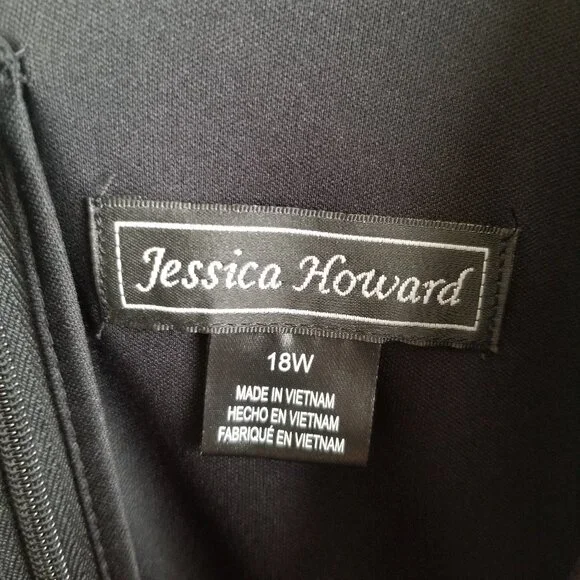 Jessica Howard
18W
MADE IN VIETNAM
HECHO EN VIETNAM
FABRIQUÉ EN VIETNAM